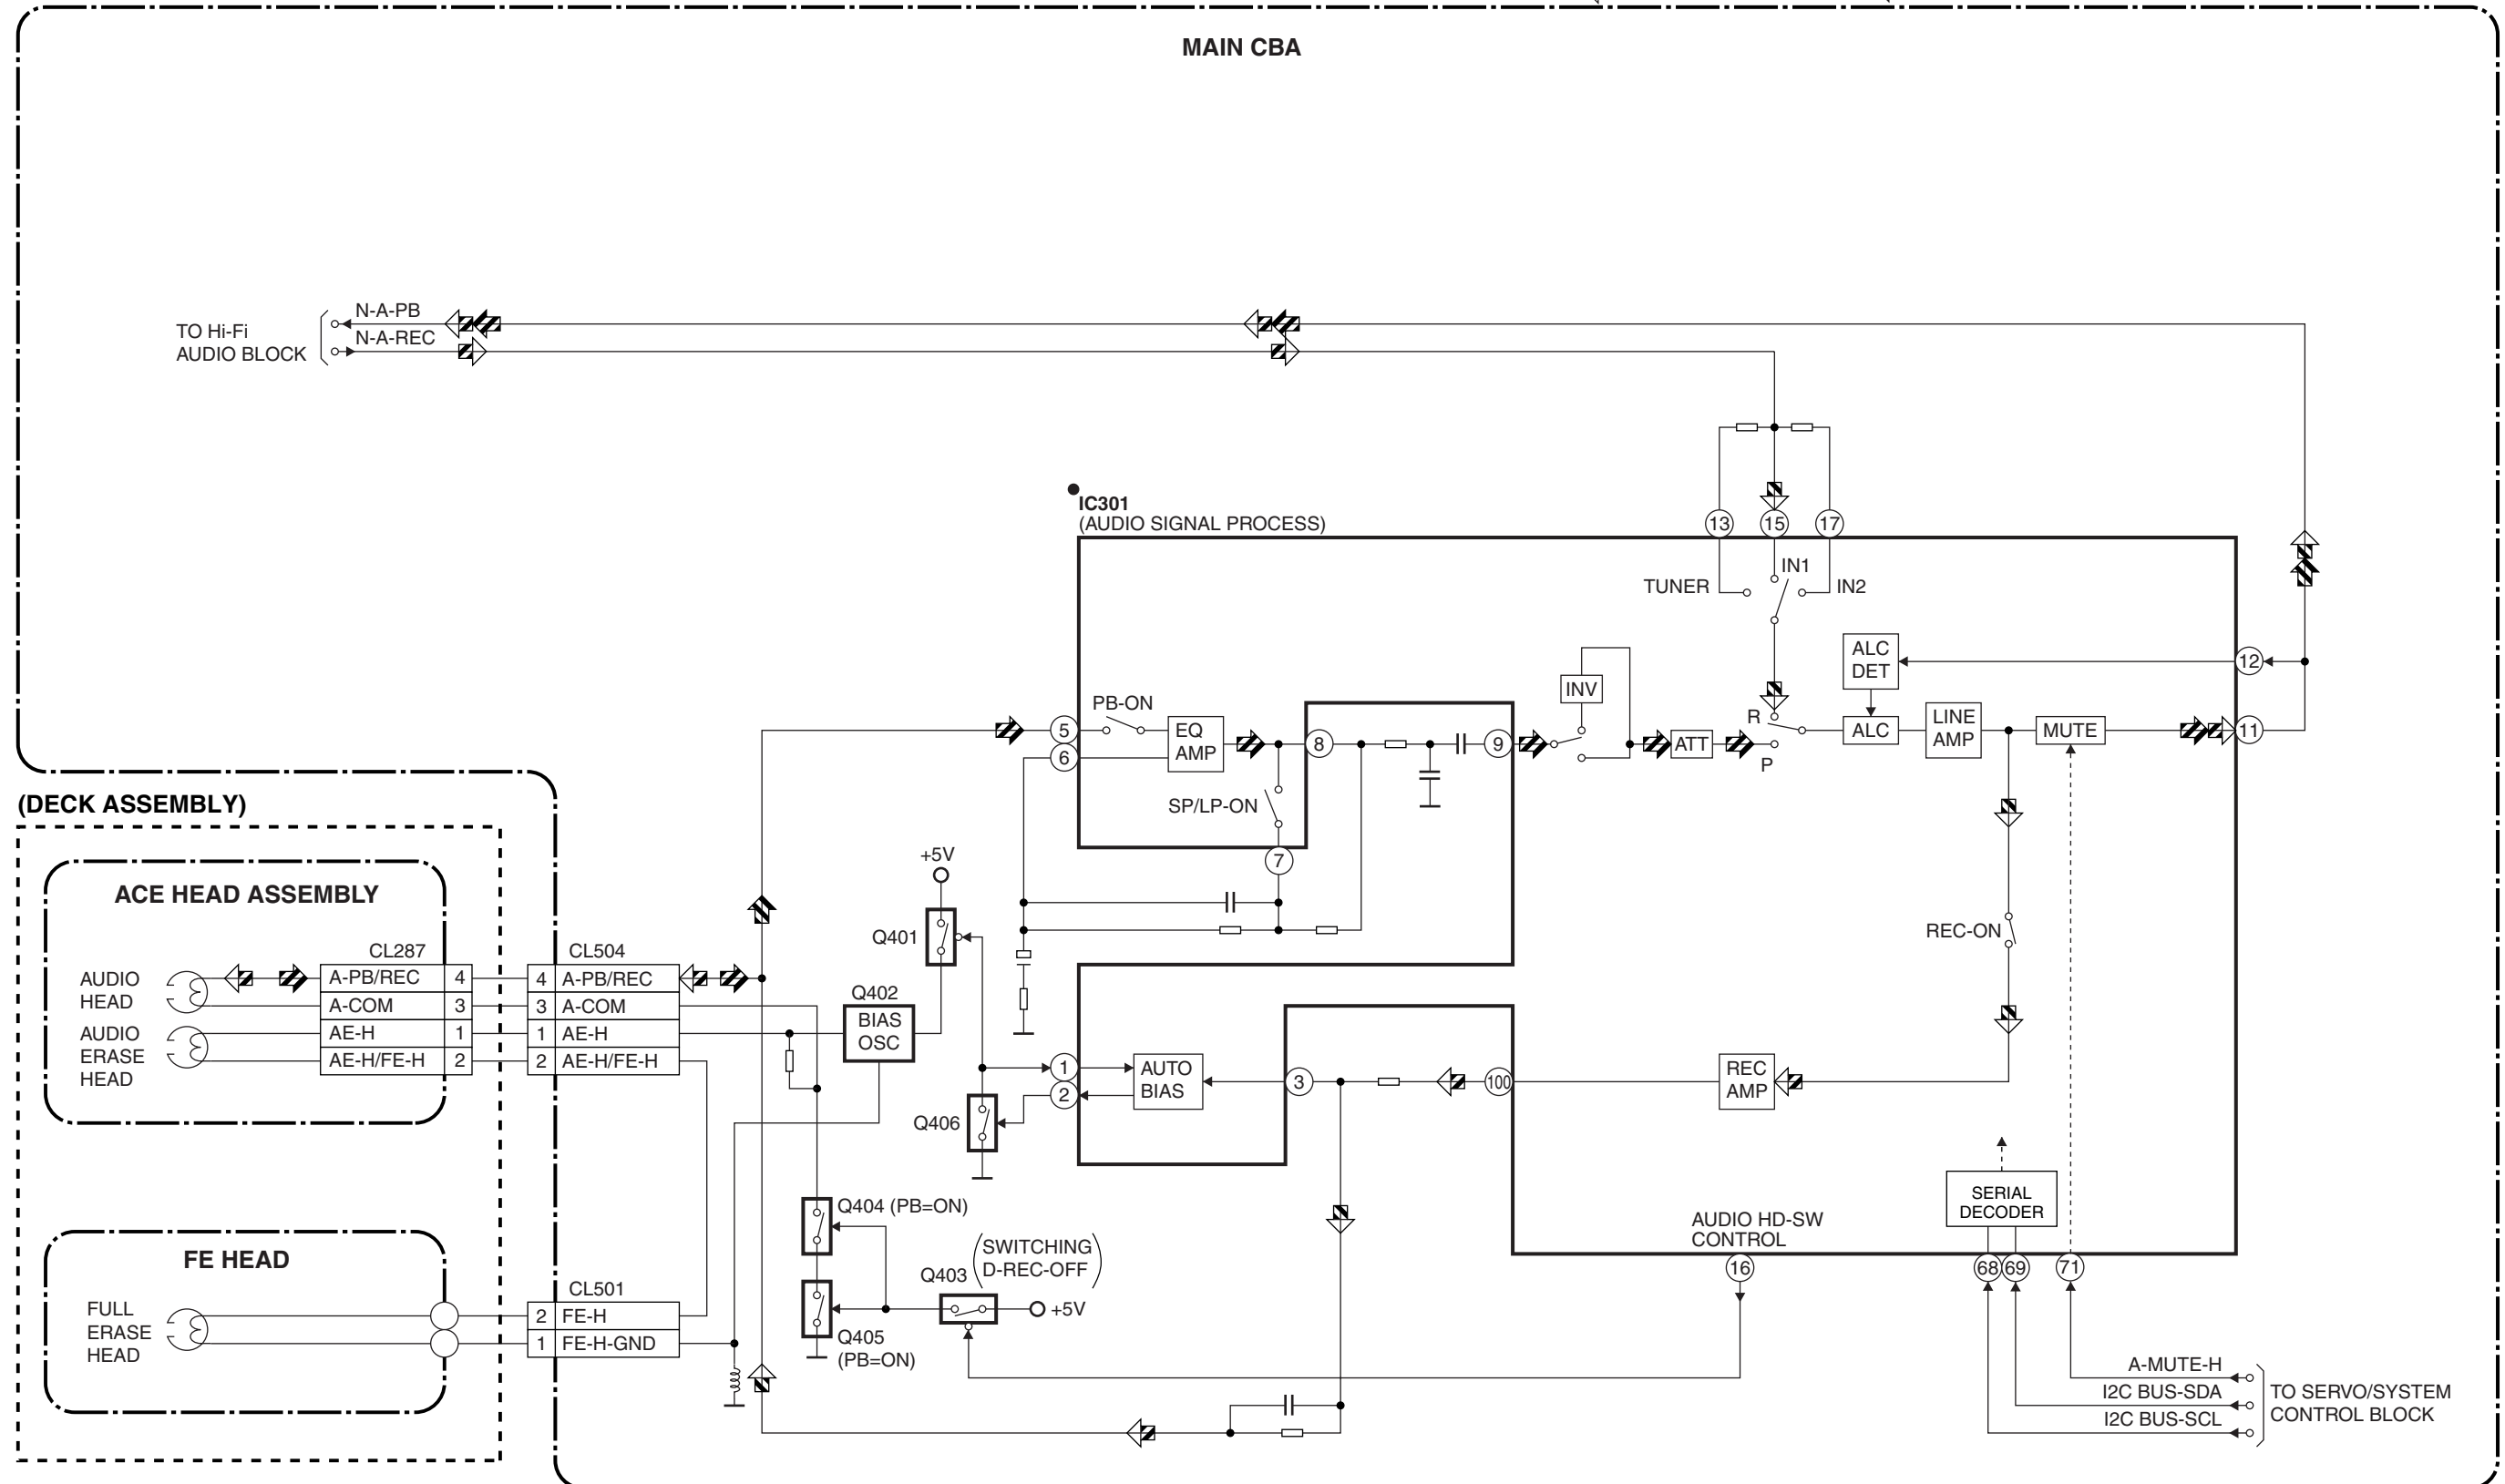 MAIN CBA
TO Hi-Fi
AUDIO BLOCK
N-A-PB
N-A-REC
IC301
(AUDIO SIGNAL PROCESS)
13
15
17
TUNER
IN1
IN2
ALC
DET
12
INV
PB-ON
5
6
EQ
AMP
8
9
ATT
R
P
ALC
LINE
AMP
MUTE
11
SP/LP-ON
7
(DECK ASSEMBLY)
ACE HEAD ASSEMBLY
+5V
Q401
REC-ON
AUDIO
HEAD
AUDIO
ERASE
HEAD
CL287
A-PB/REC 4
A-COM 3
AE-H 1
AE-H/FE-H 2
CL504
4 A-PB/REC
3 A-COM
1 AE-H
2 AE-H/FE-H
Q402
BIAS
OSC
1
2
AUTO
BIAS
3
100
REC
AMP
Q406
SERIAL
DECODER
Q404 (PB=ON)
AUDIO HD-SW
CONTROL
FE HEAD
(SWITCHING
D-REC-OFF)
Q403
16
68
69
71
FULL
ERASE
HEAD
CL501
2 FE-H
1 FE-H-GND
+5V
Q405
(PB=ON)
A-MUTE-H
I2C BUS-SDA
I2C BUS-SCL
TO SERVO/SYSTEM
CONTROL BLOCK